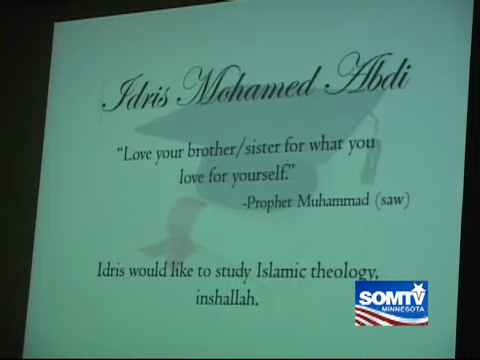 Idris Mohamed Abdi
“Love your brother/sister for what you
love for yourself.”
-Prophet Muhammad (saw)
Idris would like to study Islamic theology,
inshallah.
SOMTV
MINNESOTA